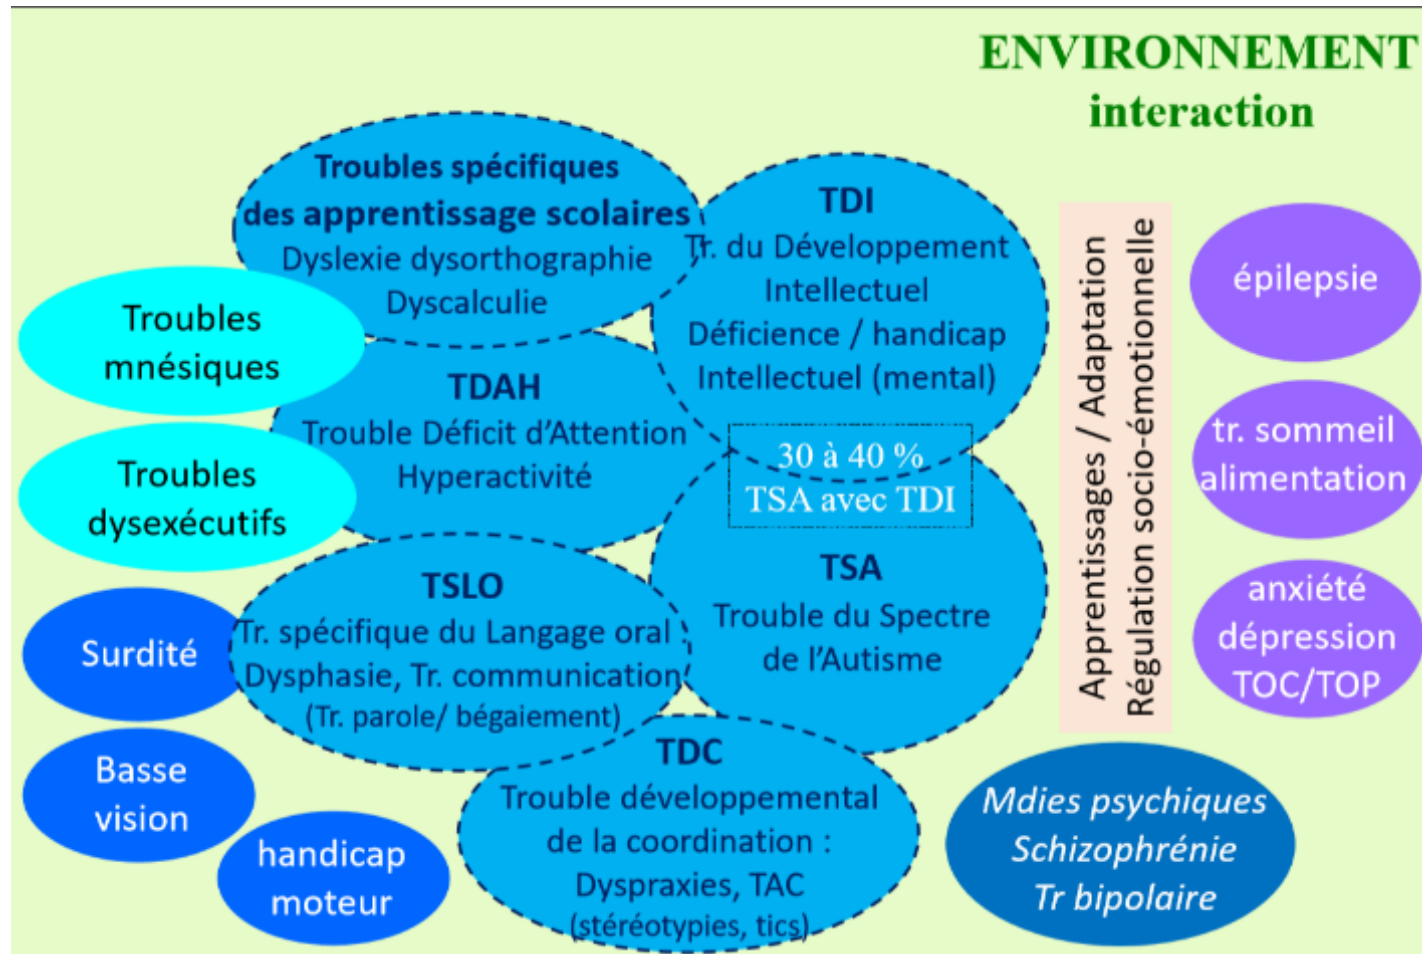 ENVIRONNEMENT
interaction
Troubles spécifiques
des apprentissage scolaires
Dyslexie dysorthographie
Dyscalculie
TDI
Tr. du Développement
Intellectuel
Déficience / handicap
Intellectuel (mental)
30 à 40 %
TSA avec TDI
Troubles
mnésiques
TDAH
Trouble Déficit d’Attention
Hyperactivité
Troubles
dysexécutifs
TSLO
Tr. spécifique du Langage oral :
Dysphasie, Tr. communication
(Tr. parole/ bégaiement)
TSA
Trouble du Spectre
de l’Autisme
Surdité
Basse
vision
handicap
moteur
TDC
Trouble développemental
de la coordination :
Dyspraxies, TAC
(stéréotypies, tics)
Apprentissages / Adaptation
Régulation socio-émotionnelle
épilepsie
tr. sommeil
alimentation
anxiété
dépression
TOC/TOP
Mdies psychiques
Schizophrénie
Tr bipolaire